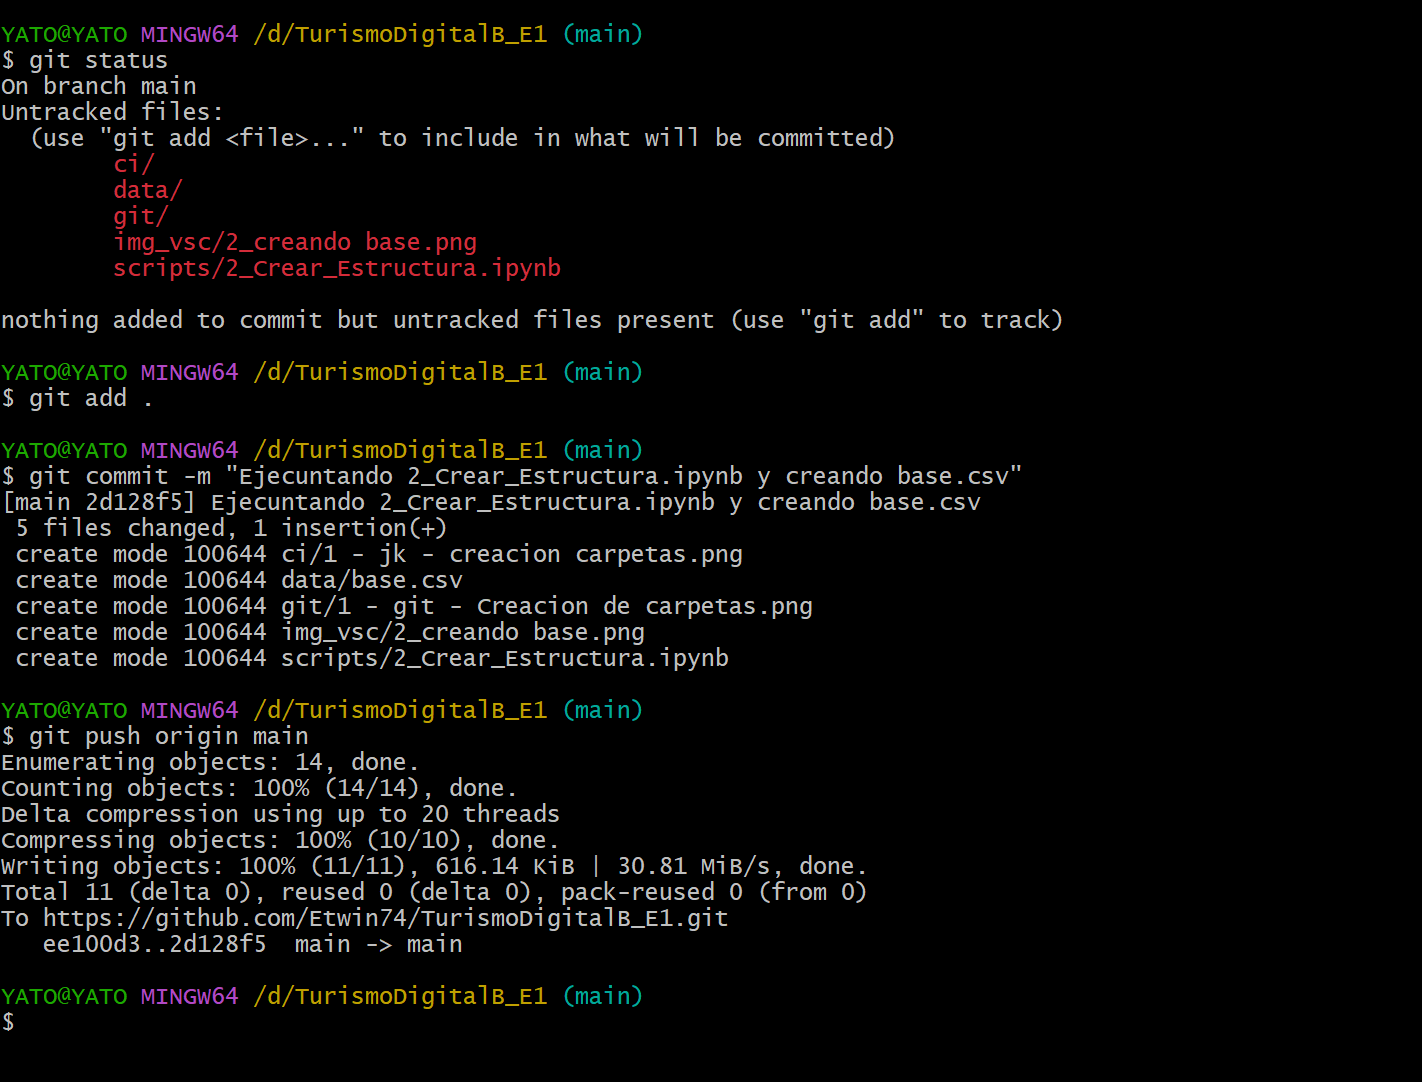 YATO@YATO MINGW64 /d/TurismoDigitalB_E1 (main)
$ git status
On branch main
Untracked files:
  (use "git add <file>..." to include in what will be committed)
        ci/
        data/
        git/
        img_vsc/2_creando base.png
        scripts/2_Crear_Estructura.ipynb

nothing added to commit but untracked files present (use "git add" to track)

YATO@YATO MINGW64 /d/TurismoDigitalB_E1 (main)
$ git add .

YATO@YATO MINGW64 /d/TurismoDigitalB_E1 (main)
$ git commit -m "Ejecuntando 2_Crear_Estructura.ipynb y creando base.csv"
[main 2d128f5] Ejecuntando 2_Crear_Estructura.ipynb y creando base.csv
 5 files changed, 1 insertion(+)
 create mode 100644 ci/1 - jk - creacion carpetas.png
 create mode 100644 data/base.csv
 create mode 100644 git/1 - git - Creacion de carpetas.png
 create mode 100644 img_vsc/2_creando base.png
 create mode 100644 scripts/2_Crear_Estructura.ipynb

YATO@YATO MINGW64 /d/TurismoDigitalB_E1 (main)
$ git push origin main
Enumerating objects: 14, done.
Counting objects: 100% (14/14), done.
Delta compression using up to 20 threads
Compressing objects: 100% (10/10), done.
Writing objects: 100% (11/11), 616.14 KiB | 30.81 MiB/s, done.
Total 11 (delta 0), reused 0 (delta 0), pack-reused 0 (from 0)
To https://github.com/Etwin74/TurismoDigitalB_E1.git
   ee100d3..2d128f5  main -> main

YATO@YATO MINGW64 /d/TurismoDigitalB_E1 (main)
$